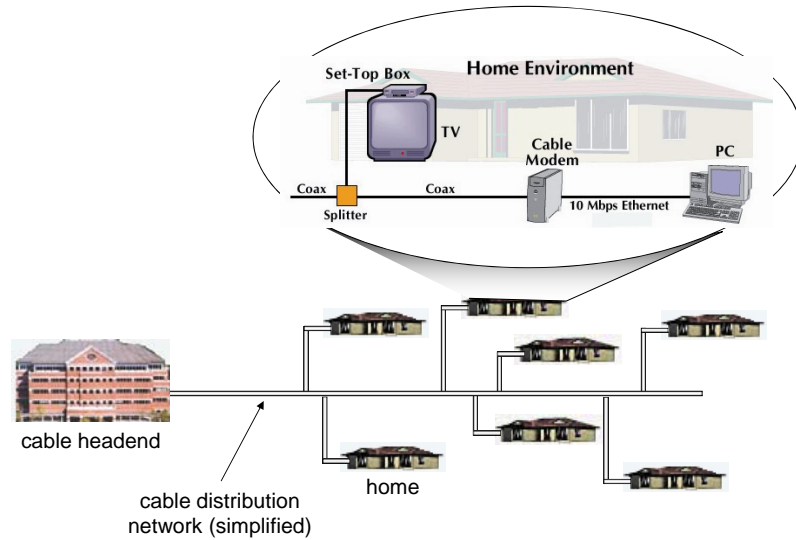 Home Environment
Set-Top Box
TV
Cable
Modem
PC
Coax
Coax
Splitter
10 Mbps Ethernet
cable headend
home
cable distribution
network (simplified)